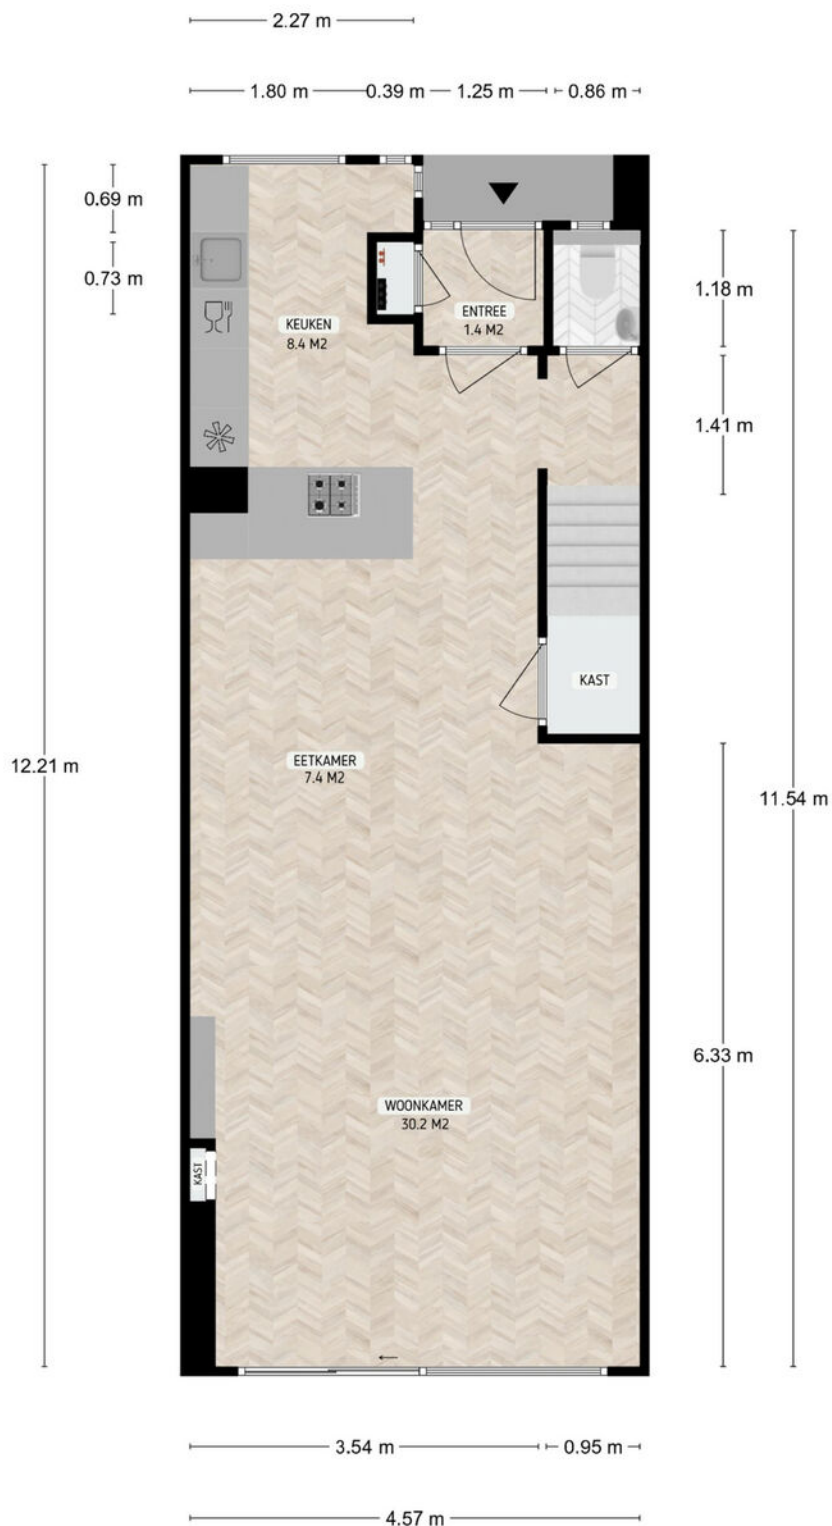 2.27 m
1.80 m
0.39 m
1.25 m
0.86 m
0.69 m
0.73 m
1.18 m
ENTREE
1.4 M2
KEUKEN
8.4 M2
1.41 m
KAST
EETKAMER
7.4 M2
12.21 m
11.54 m
6.33 m
WOONKAMER
30.2 M2
KAST
3.54 m
0.95 m
4.57 m